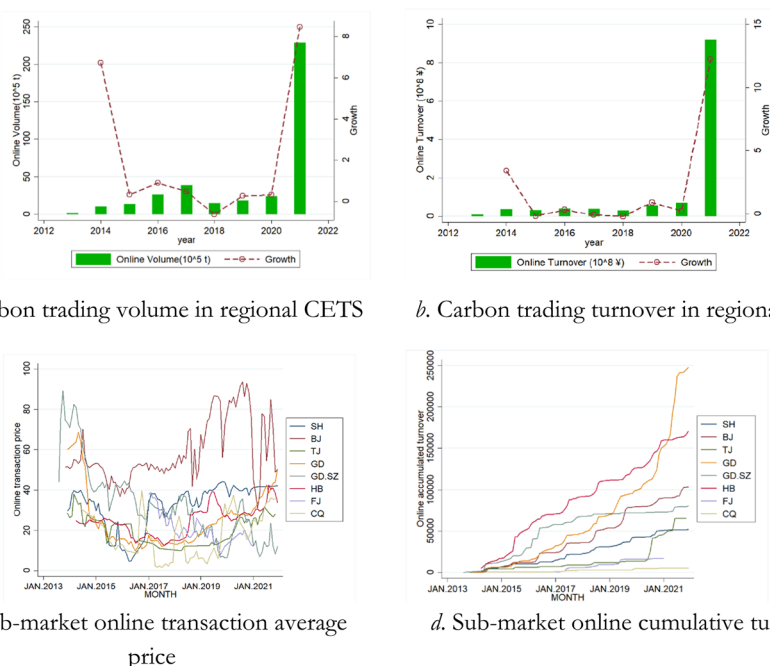 Online Volume(10^5 t)
250
200
150
100
50
0
8
6
4
2
0
Growth
2012 2014 2016 2018 2020 2022
year
Online Volume(10^5 t) Growth
Online Turnover (10^8 ¥)
10
8
6
4
2
0
15
10
5
0
Growth
2012 2014 2016 2018 2020 2022
year
Online Turnover (10^8 ¥) Growth
bon trading volume in regional CETS
b. Carbon trading turnover in regiona
Online transaction price
100
80
60
40
20
0
JAN.2013 JAN.2015 JAN.2017 JAN.2019 JAN.2021
MONTH
SH
BJ
TJ
GD
GD.SZ
HB
FJ
CQ
Online accumulated turnover
250000
200000
150000
100000
50000
0
JAN.2013 JAN.2015 JAN.2017 JAN.2019 JAN.2021
MONTH
SH
BJ
TJ
GD
GD.SZ
HB
FJ
CQ
b-market online transaction average
price
d. Sub-market online cumulative tu